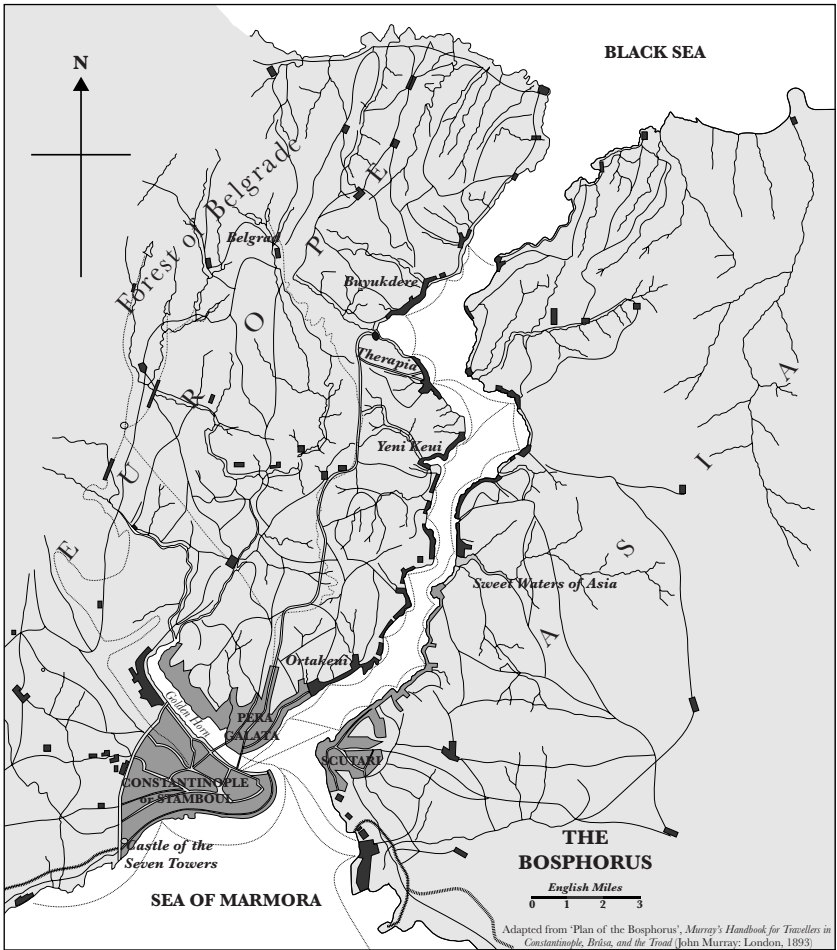 BLACK SEA
N
Forest of Belgrade
Belgrad
EUROPE
Buyukdere
Therapia
Yeni Keui
ASIA
Sweet Waters of Asia
Ortakeui
Golden Horn
PERA
GALATA
SCUTARI
CONSTANTINOPLE
or STAMBOUL
Castle of the
Seven Towers
SEA OF MARMORA
THE
BOSPHORUS
English Miles
0 1 2 3
Adapted from ‘Plan of the Bosphorus’, Murray’s Handbook for Travellers in
Constantinople, Brûsa, and the Troad (John Murray: London, 1893)